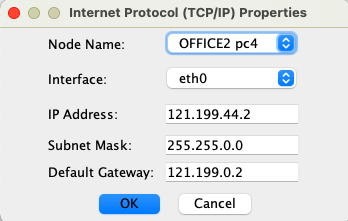 Internet Protocol (TCP/IP) Properties
Node Name: OFFICE2 pc4
Interface: eth0
IP Address: 121.199.44.2
Subnet Mask: 255.255.0.0
Default Gateway: 121.199.0.2
OK Cancel